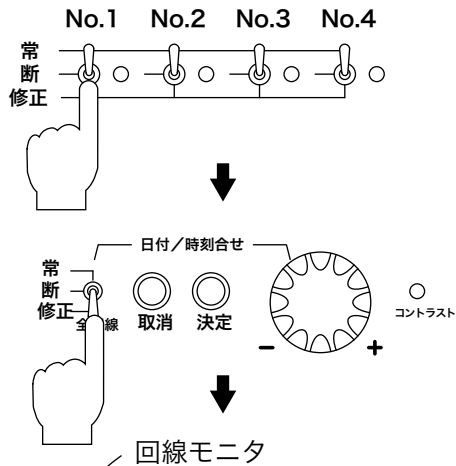 No.1 No.2 No.3 No.4
常
断
修正
日付／時刻合せ
常
断
修正
全 線
取消 決定
コントラスト
− +
回線モニタ